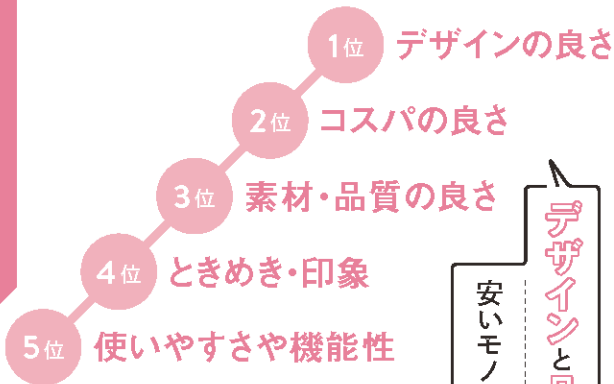 1位 デザインの良さ
2位 コスパの良さ
3位 素材・品質の良さ
4位 ときめき・印象
5位 使いやすさや機能性
デザインと
安いモノ